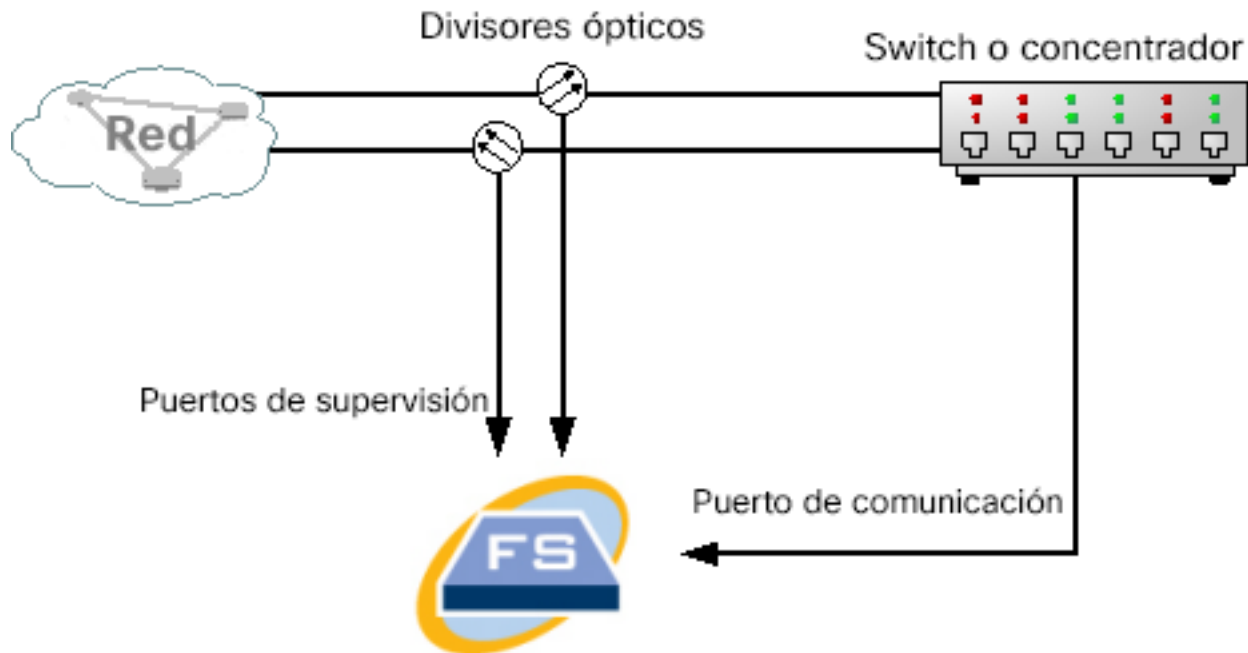 Divisores ópticos
Switch o concentrador
Red
Puertos de supervisión
Puerto de comunicación
FS